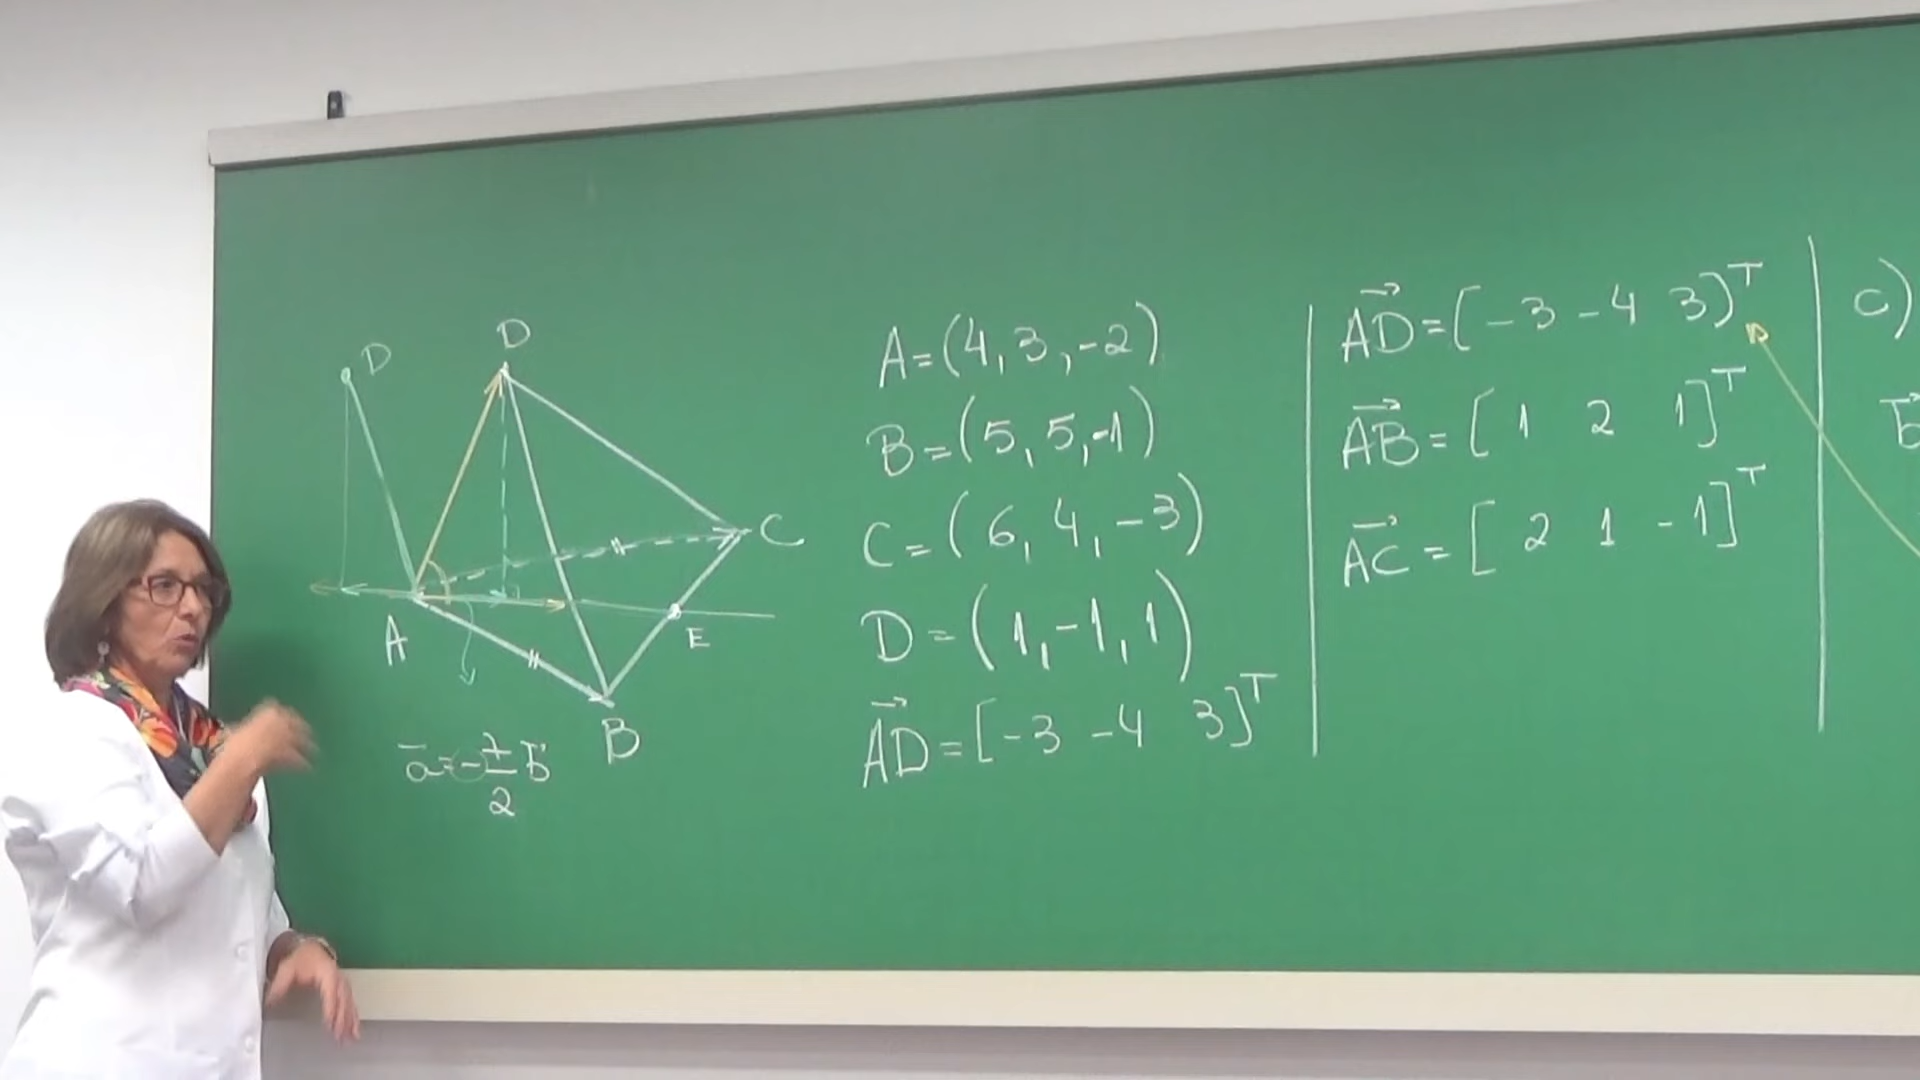 D
D
C
A
E
B
a = -7/2 b
A=(4,3,-2)
B=(5,5,-1)
C=(6,4,-3)
D=(1,-1,1)
AD=[-3 -4 3]ᵀ
AD=[-3 -4 3)ᵀ
AB=[1 2 1]ᵀ
AC=[2 1 -1]ᵀ
c)
b